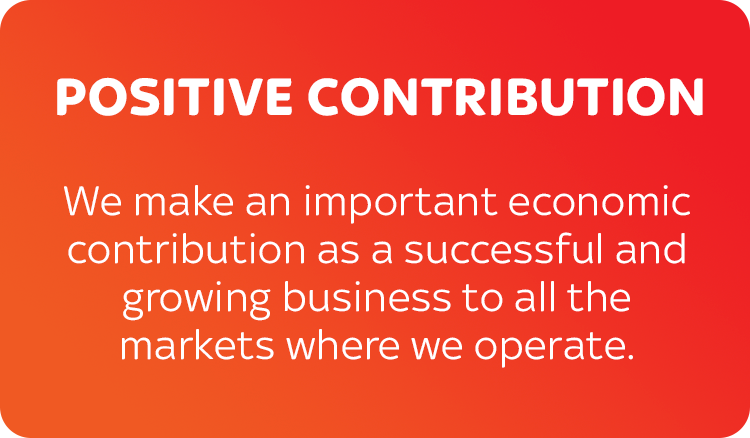 POSITIVE CONTRIBUTION
We make an important economic
contribution as a successful and
growing business to all the
markets where we operate.